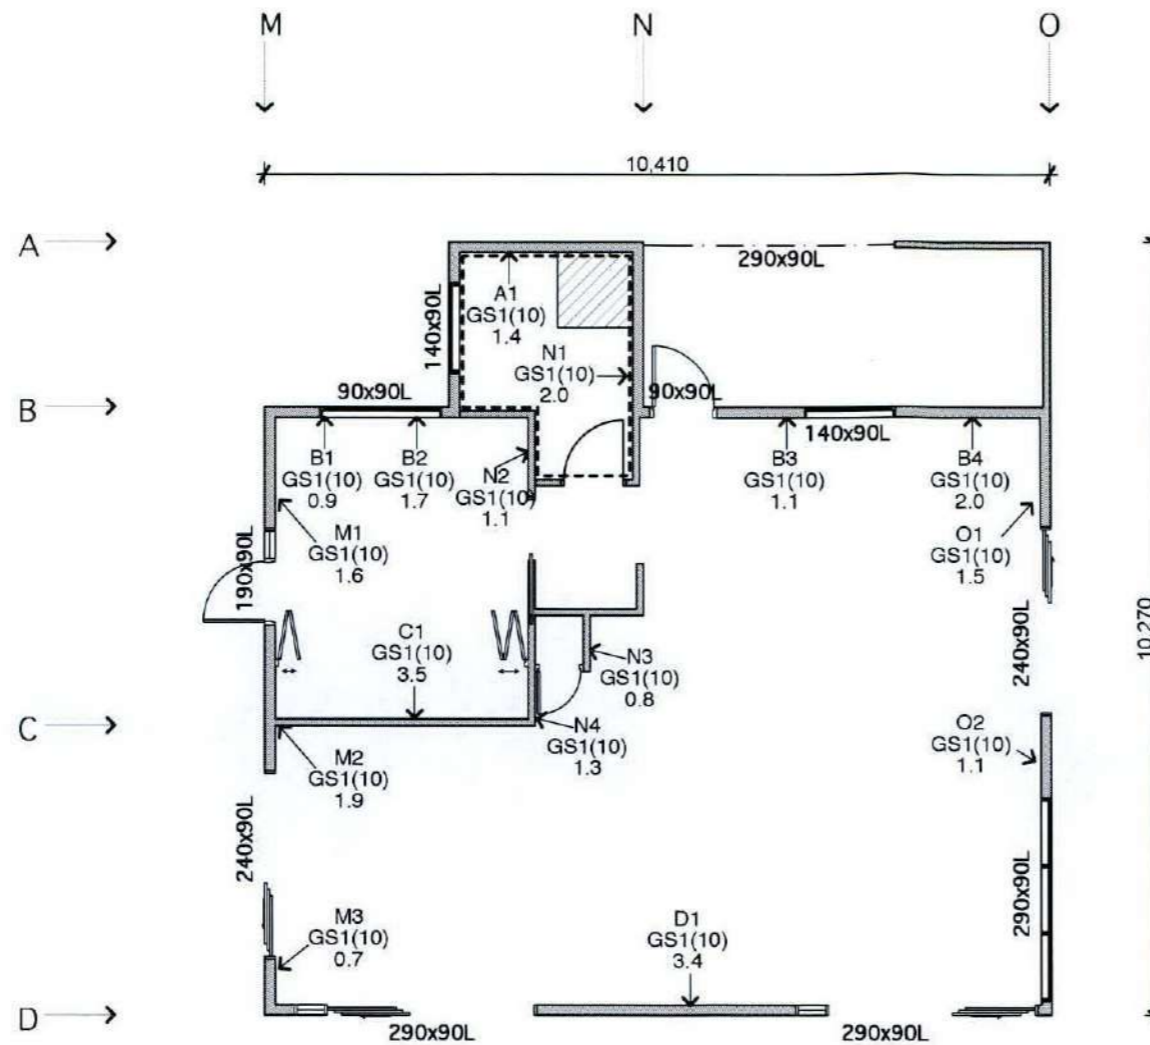 M
N
O
10,410
A
290x90L
A1
GS1(10)
1.4
140x90L
N1
GS1(10)
2.0
90x90L
90x90L
B
140x90L
B1
GS1(10)
0.9
B2
GS1(10)
1.7
N2
GS1(10)
1.1
B3
GS1(10)
1.1
B4
GS1(10)
2.0
M1
GS1(10)
1.6
O1
GS1(10)
1.5
190x90L
C1
GS1(10)
3.5
N3
GS1(10)
0.8
240x90L
10,270
C
N4
GS1(10)
1.3
O2
GS1(10)
1.1
M2
GS1(10)
1.9
240x90L
M3
GS1(10)
0.7
D1
GS1(10)
3.4
290x90L
D
290x90L
290x90L